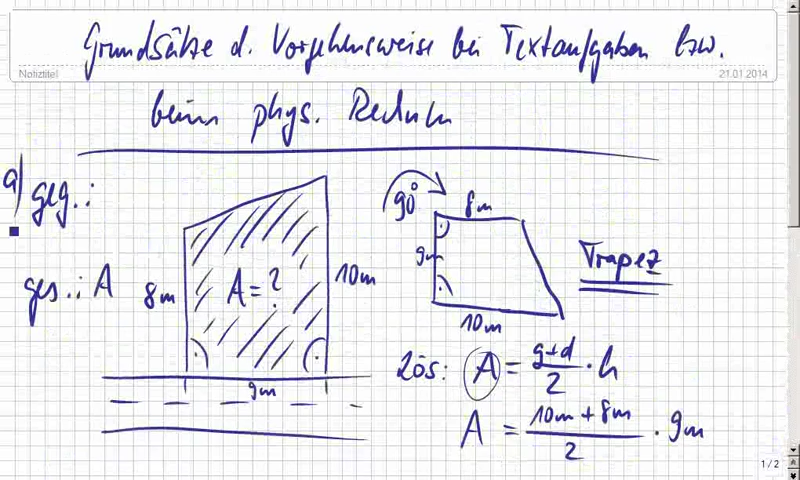 Grundsätze d. Vorgehensweise bei Textaufgaben bzw.
Notiztitel
21.01.2014
beim phys. Rechnen
a) geg.:
8m
A = ?
10m
9m
90°
8m
9m
10m
Trapez
ges.: A
Lös: A = g+d / 2 · h
A = 10m + 8m / 2 · 9m
1/2